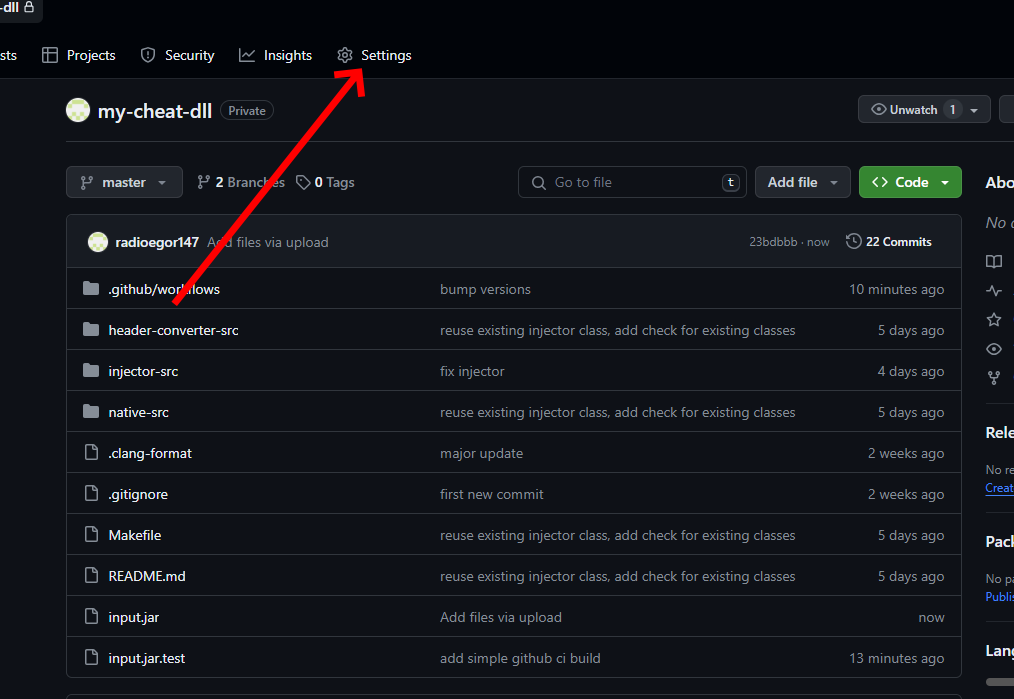 -dll
sts Projects Security Insights Settings
my-cheat-dll Private Unwatch 1
master 2 Branches 0 Tags Go to file t Add file Code Abo
radioegor147 Add files via upload 23bdbbb · now 22 Commits No
.github/workflows bump versions 10 minutes ago
header-converter-src reuse existing injector class, add check for existing classes 5 days ago
injector-src fix injector 4 days ago
native-src reuse existing injector class, add check for existing classes 5 days ago
.clang-format major update 2 weeks ago
Rele
No re
.gitignore first new commit 2 weeks ago
Creat
Makefile reuse existing injector class, add check for existing classes 5 days ago
Pack
README.md reuse existing injector class, add check for existing classes 5 days ago
No pa
Publis
input.jar Add files via upload now
input.jar.test add simple github ci build 13 minutes ago
Lang